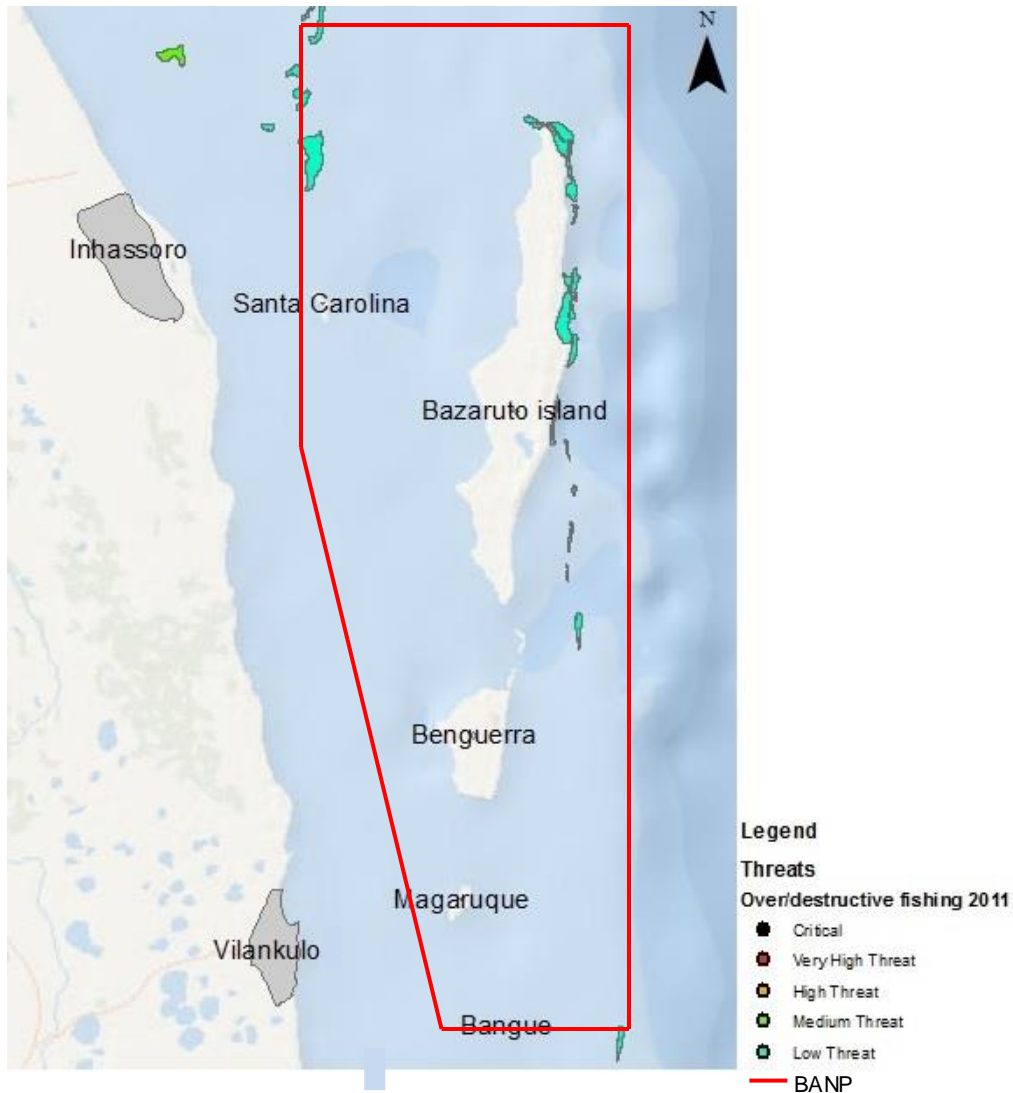 N
Inhassoro
Santa Carolina
Bazaruto island
Benguerra
Magaruque
Vilankulo
Bangue
Legend
Threats
Over/destructive fishing 2011
Critical
Very High Threat
High Threat
Medium Threat
Low Threat
BANP